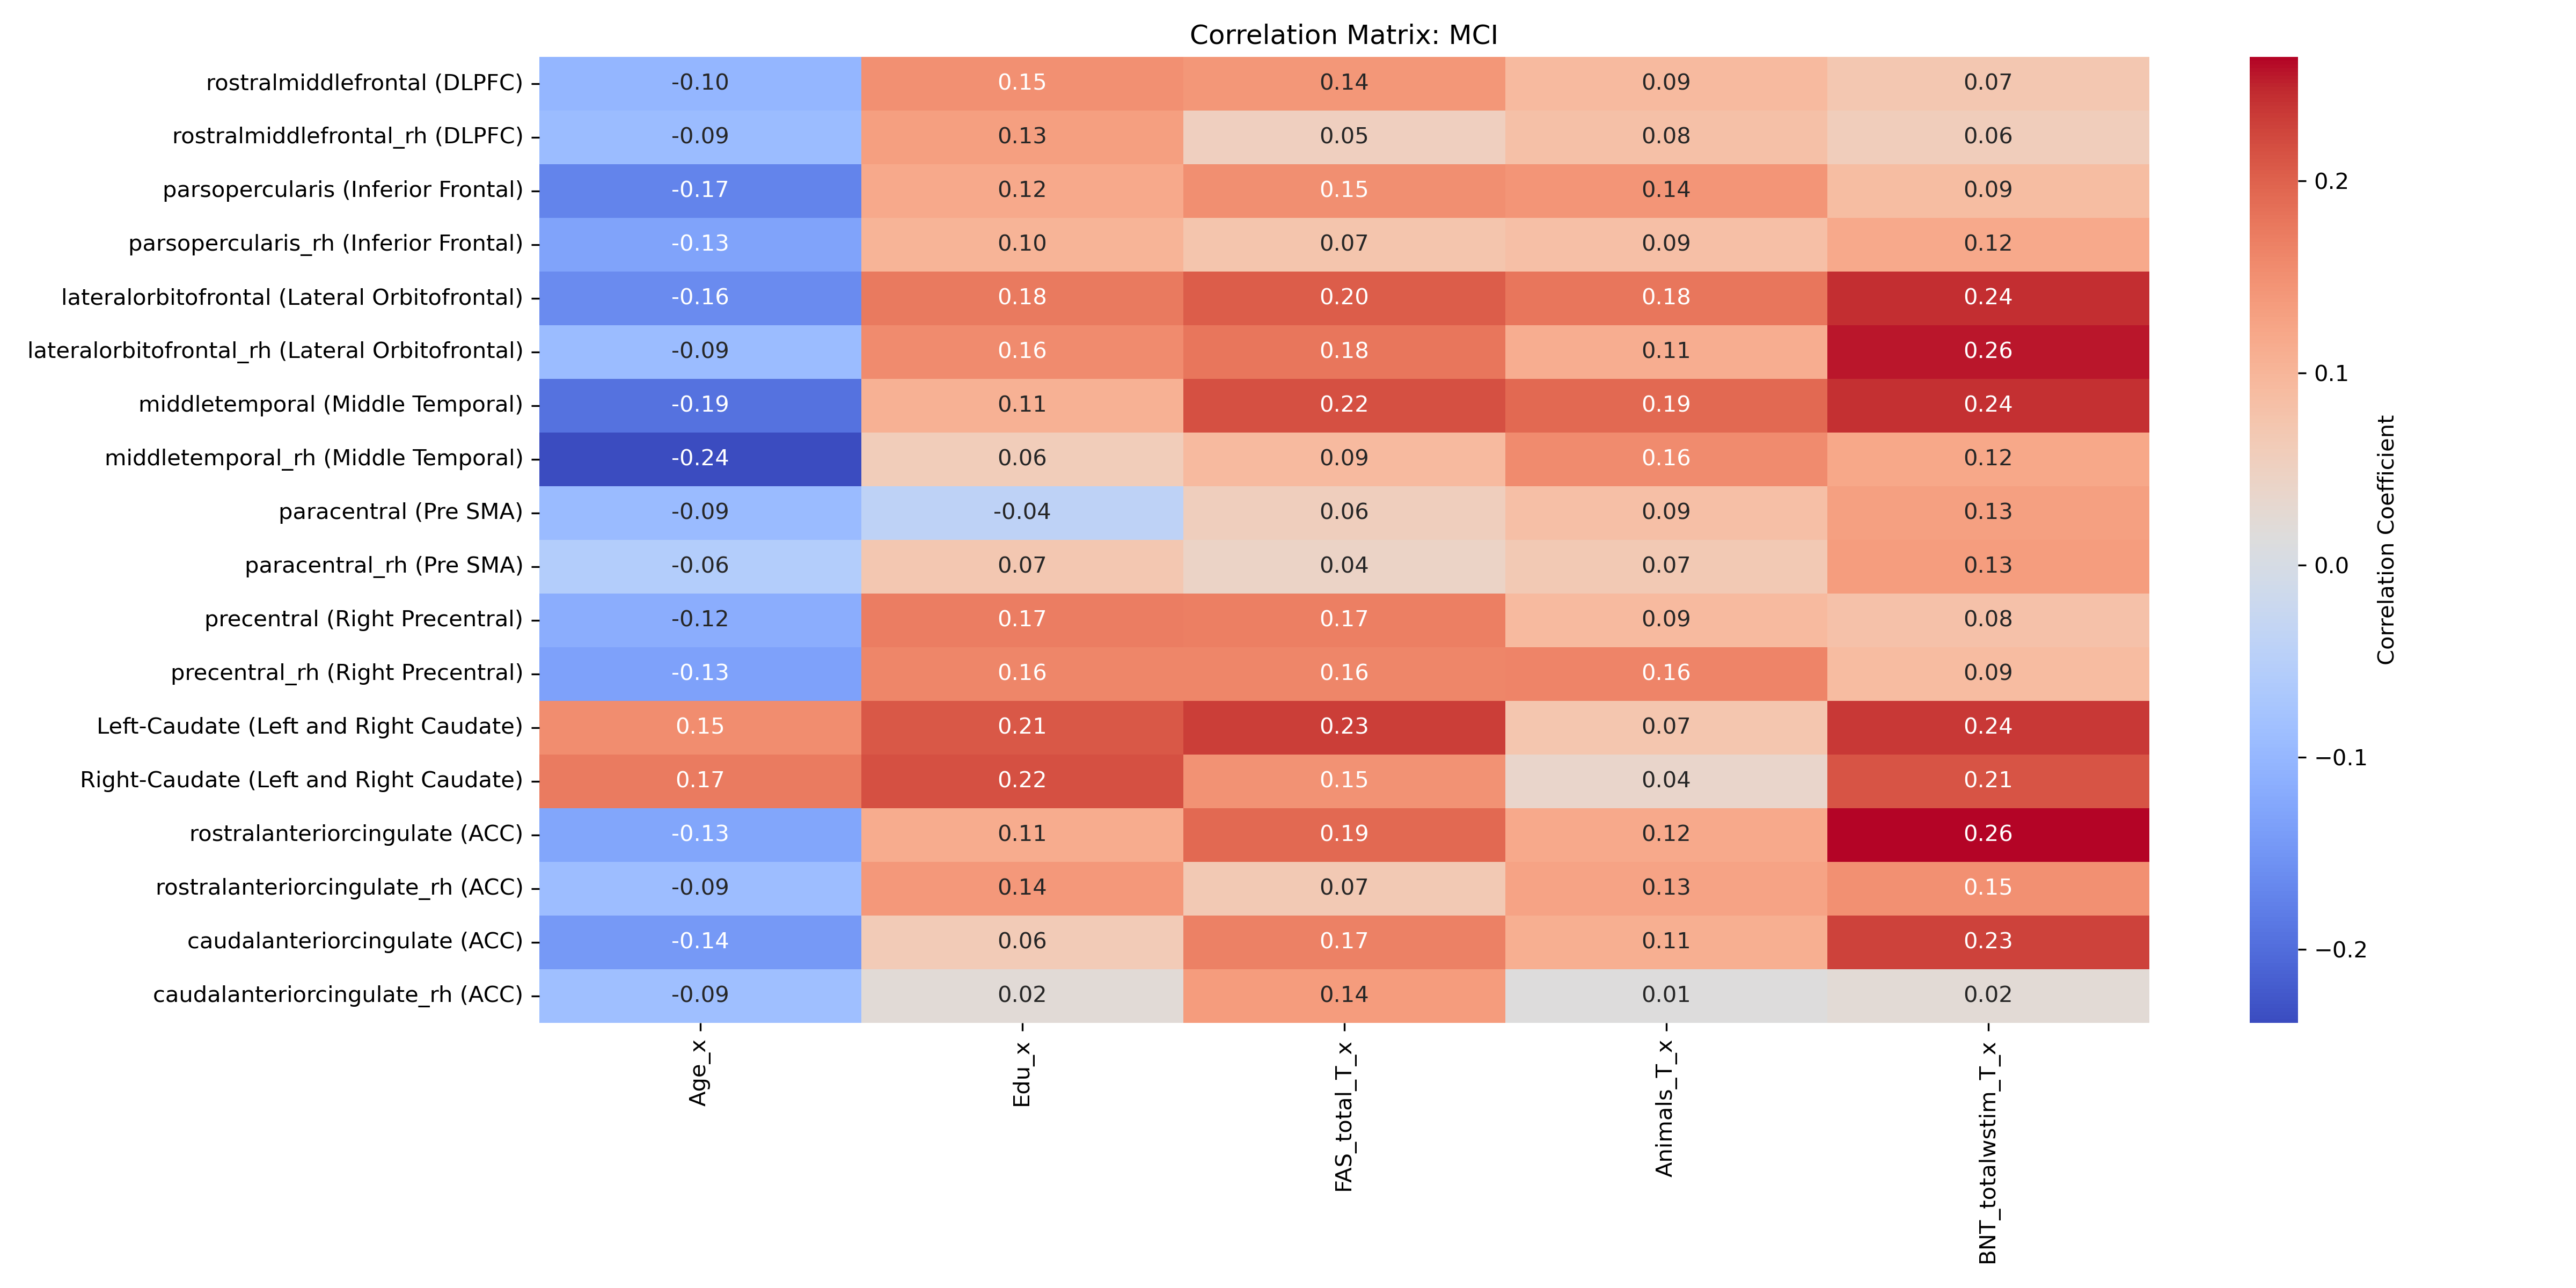 Correlation Matrix: MCI
rostralmiddlefrontal (DLPFC) -0.10 0.15 0.14 0.09 0.07
rostralmiddlefrontal_rh (DLPFC) -0.09 0.13 0.05 0.08 0.06
parsopercularis (Inferior Frontal) -0.17 0.12 0.15 0.14 0.09
parsopercularis_rh (Inferior Frontal) -0.13 0.10 0.07 0.09 0.12
lateralorbitofrontal (Lateral Orbitofrontal) -0.16 0.18 0.20 0.18 0.24
lateralorbitofrontal_rh (Lateral Orbitofrontal) -0.09 0.16 0.18 0.11 0.26
middletemporal (Middle Temporal) -0.19 0.11 0.22 0.19 0.24
middletemporal_rh (Middle Temporal) -0.24 0.06 0.09 0.16 0.12
paracentral (Pre SMA) -0.09 -0.04 0.06 0.09 0.13
paracentral_rh (Pre SMA) -0.06 0.07 0.04 0.07 0.13
precentral (Right Precentral) -0.12 0.17 0.17 0.09 0.08
precentral_rh (Right Precentral) -0.13 0.16 0.16 0.16 0.09
Left-Caudate (Left and Right Caudate) 0.15 0.21 0.23 0.07 0.24
Right-Caudate (Left and Right Caudate) 0.17 0.22 0.15 0.04 0.21
rostralanteriorcingulate (ACC) -0.13 0.11 0.19 0.12 0.26
rostralanteriorcingulate_rh (ACC) -0.09 0.14 0.07 0.13 0.15
caudalanteriorcingulate (ACC) -0.14 0.06 0.17 0.11 0.23
caudalanteriorcingulate_rh (ACC) -0.09 0.02 0.14 0.01 0.02
Age_x
Edu_x
FAS_total_T_x
Animals_T_x
BNT_totalwstim_T_x
0.2
0.1
0.0
−0.1
−0.2
Correlation Coefficient